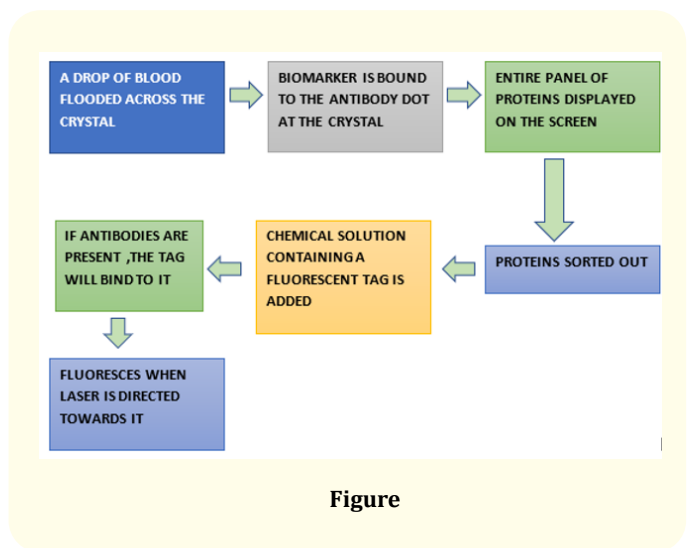 A DROP OF BLOOD
FLOODED ACROSS THE
CRYSTAL
BIOMARKER IS BOUND
TO THE ANTIBODY DOT
AT THE CRYSTAL
ENTIRE PANEL OF
PROTEINS DISPLAYED
ON THE SCREEN
PROTEINS SORTED OUT
CHEMICAL SOLUTION
CONTAINING A
FLUORESCENT TAG IS
ADDED
IF ANTIBODIES ARE
PRESENT ,THE TAG
WILL BIND TO IT
FLUORESCES WHEN
LASER IS DIRECTED
TOWARDS IT
Figure